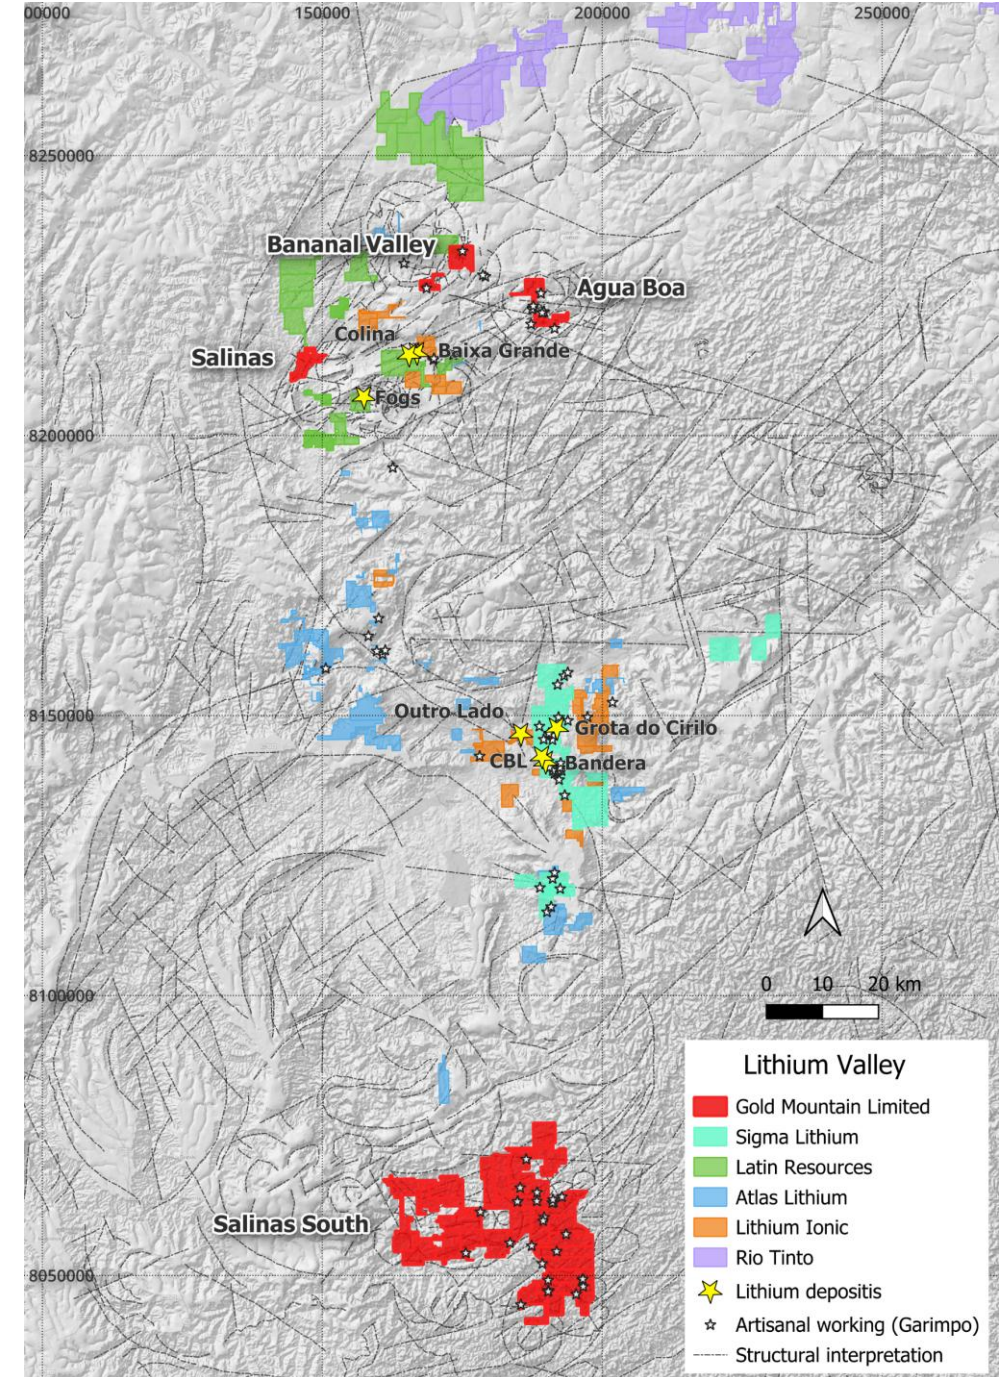 00000
150000
200000
250000
8250000
Bananal Valley
Agua Boa
Colina
Baixa Grande
Salinas
Fogs
8200000
8150000
Outro Lado
Grota do Cirilo
CBL
Bandera
8100000
0 10 20 km
Salinas South
8050000
Lithium Valley
Gold Mountain Limited
Sigma Lithium
Latin Resources
Atlas Lithium
Lithium Ionic
Rio Tinto
Lithium depositis
Artisanal working (Garimpo)
Structural interpretation